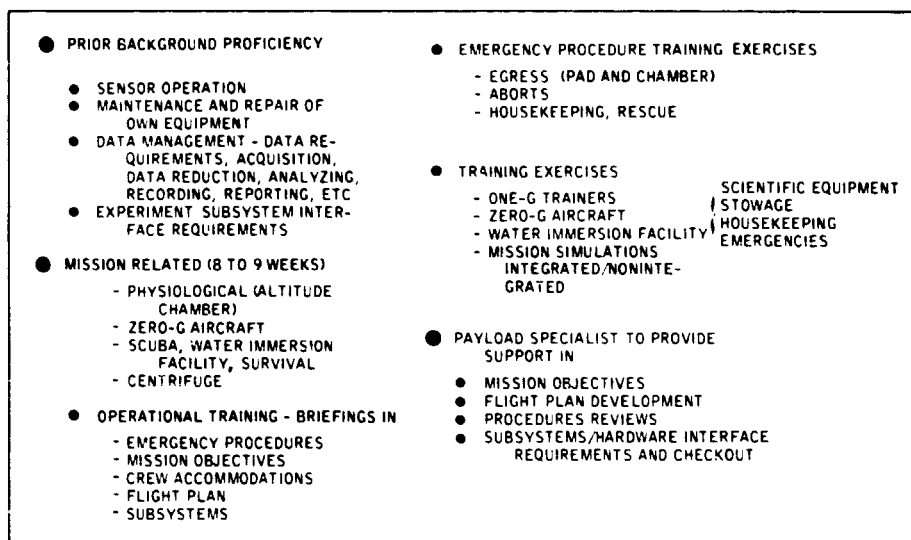 ● PRIOR BACKGROUND PROFICIENCY
● SENSOR OPERATION
● MAINTENANCE AND REPAIR OF
OWN EQUIPMENT
● DATA MANAGEMENT - DATA RE-
QUIREMENTS, ACQUISITION,
DATA REDUCTION, ANALYZING,
RECORDING, REPORTING, ETC
● EXPERIMENT SUBSYSTEM INTER-
FACE REQUIREMENTS
● MISSION RELATED (8 TO 9 WEEKS)
- PHYSIOLOGICAL (ALTITUDE
CHAMBER)
- ZERO-G AIRCRAFT
- SCUBA, WATER IMMERSION
FACILITY, SURVIVAL
- CENTRIFUGE
● OPERATIONAL TRAINING - BRIEFINGS IN
- EMERGENCY PROCEDURES
- MISSION OBJECTIVES
- CREW ACCOMMODATIONS
- FLIGHT PLAN
- SUBSYSTEMS
● EMERGENCY PROCEDURE TRAINING EXERCISES
- EGRESS (PAD AND CHAMBER)
- ABORTS
- HOUSEKEEPING, RESCUE
● TRAINING EXERCISES
- ONE-G TRAINERS
- ZERO-G AIRCRAFT
- WATER IMMERSION FACILITY
- MISSION SIMULATIONS
INTEGRATED/NONINTE-
GRATED
SCIENTIFIC EQUIPMENT
STOWAGE
HOUSEKEEPING
EMERGENCIES
● PAYLOAD SPECIALIST TO PROVIDE
SUPPORT IN
● MISSION OBJECTIVES
● FLIGHT PLAN DEVELOPMENT
● PROCEDURES REVIEWS
● SUBSYSTEMS/HARDWARE INTERFACE
REQUIREMENTS AND CHECKOUT